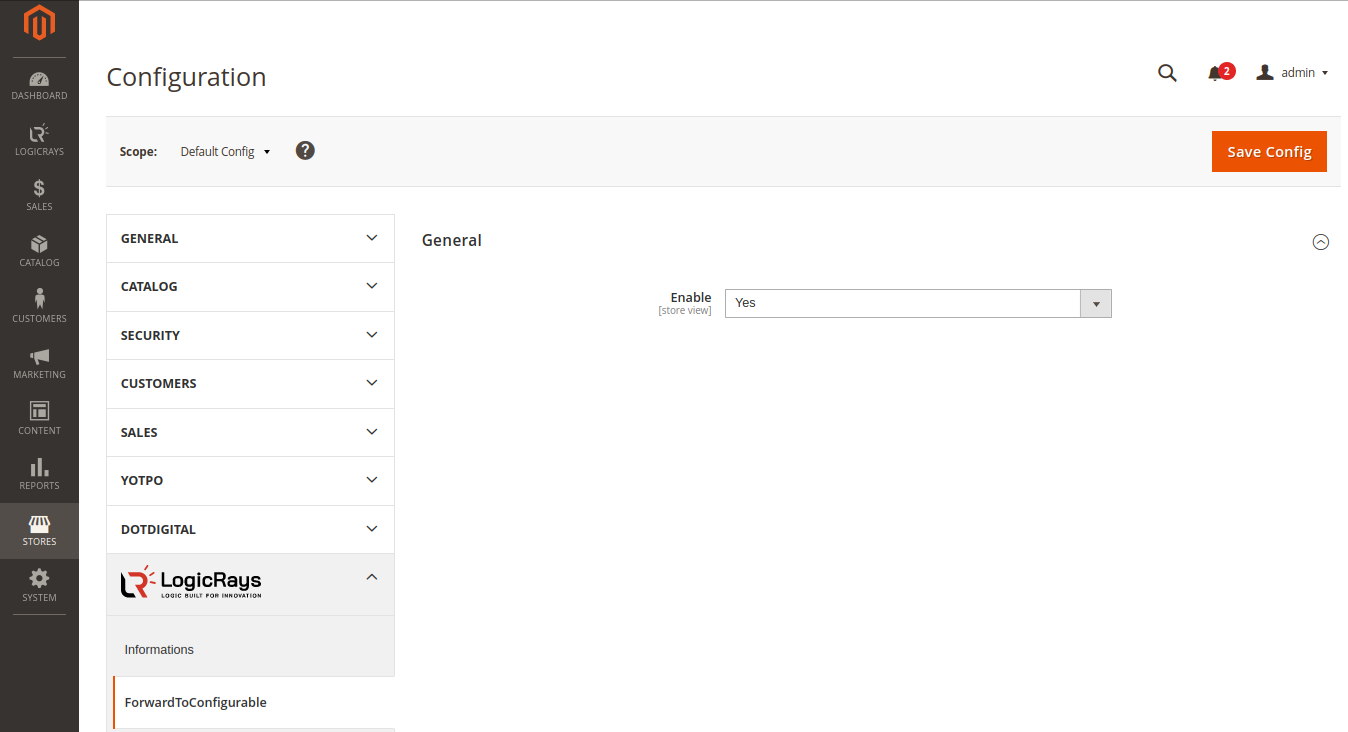 DASHBOARD
LOGICRAYS
$
SALES
CATALOG
CUSTOMERS
MARKETING
CONTENT
REPORTS
STORES
SYSTEM
Configuration
2
admin
Scope: Default Config ?
Save Config
GENERAL
CATALOG
SECURITY
CUSTOMERS
SALES
YOTPO
DOTDIGITAL
LogicRays
LOGIC BUILT FOR INNOVATION
Informations
ForwardToConfigurable
General
Enable Yes
[store view]